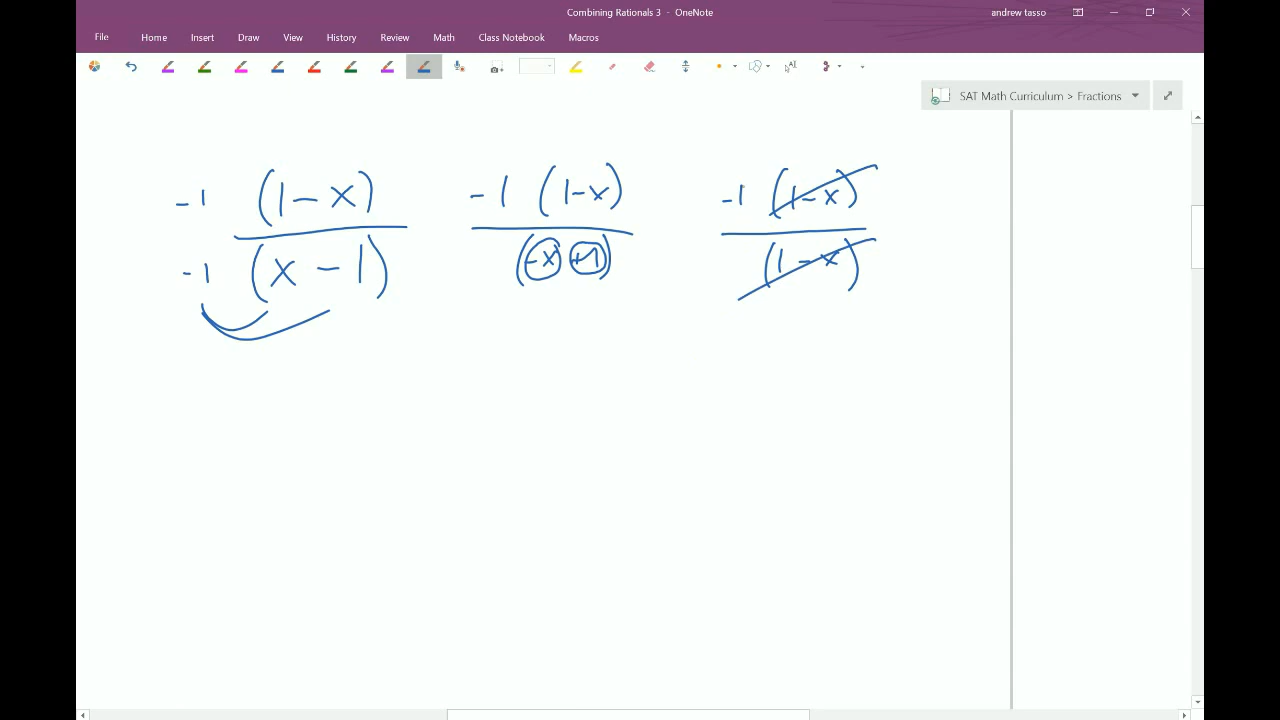 Combining Rationals 3 - OneNote
andrew tasso
File Home Insert Draw View History Review Math Class Notebook Macros
SAT Math Curriculum > Fractions
-1 (1-x) -1 (1-x) -1 (1-x)
-1 (x-1) (-x +1) (1-x)